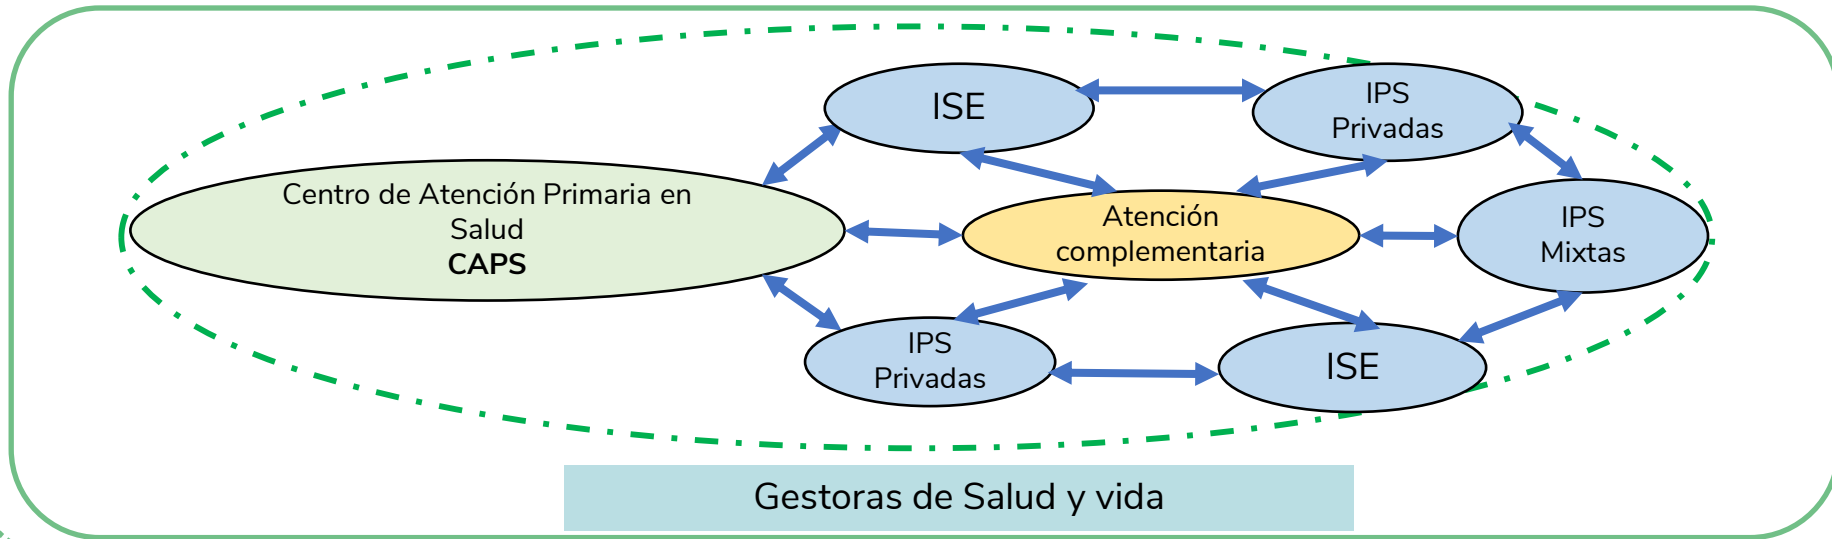 ISE
IPS
Privadas
Centro de Atención Primaria en
Salud
CAPS
Atención
complementaria
IPS
Mixtas
IPS
Privadas
ISE
Gestoras de Salud y vida